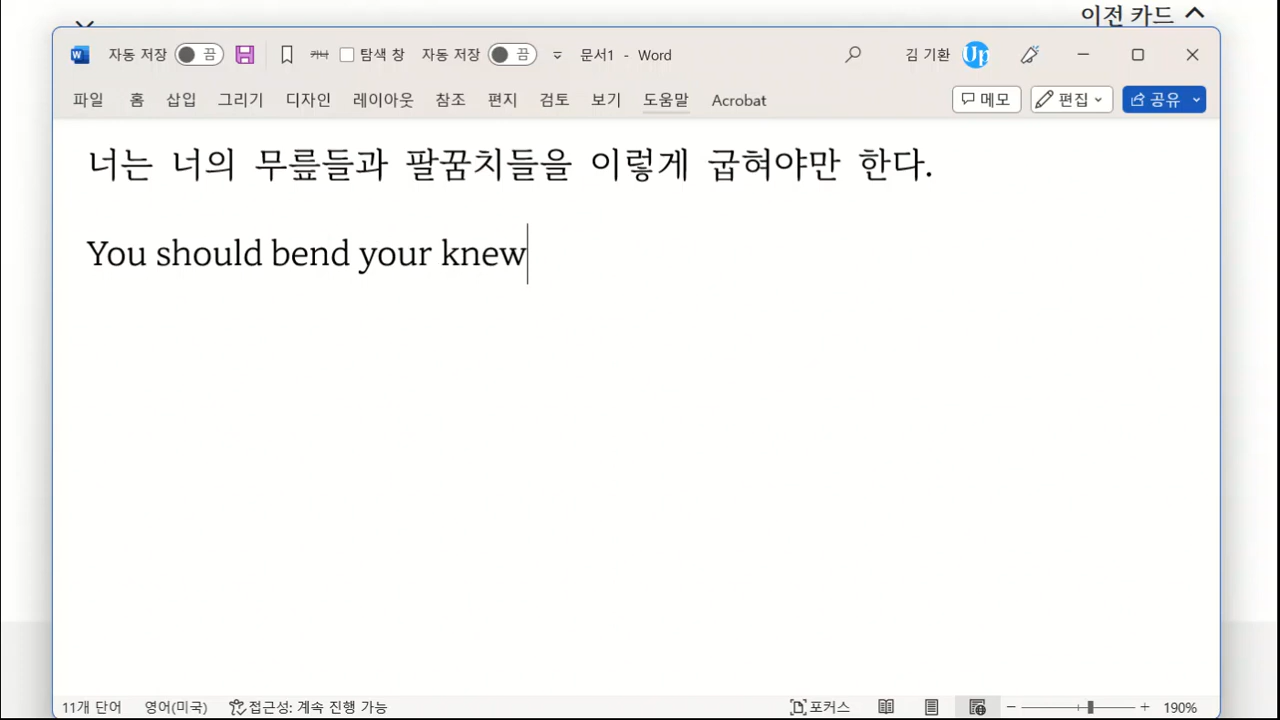 이전 카드
자동 저장 끔 가나 탐색 창 자동 저장 끔 문서1 - Word 김 기환 Up
파일 홈 삽입 그리기 디자인 레이아웃 참조 편지 검토 보기 도움말 Acrobat 메모 편집 공유
너는 너의 무릎들과 팔꿈치들을 이렇게 굽혀야만 한다.
You should bend your knew
11개 단어 영어(미국) 접근성: 계속 진행 가능 포커스 190%